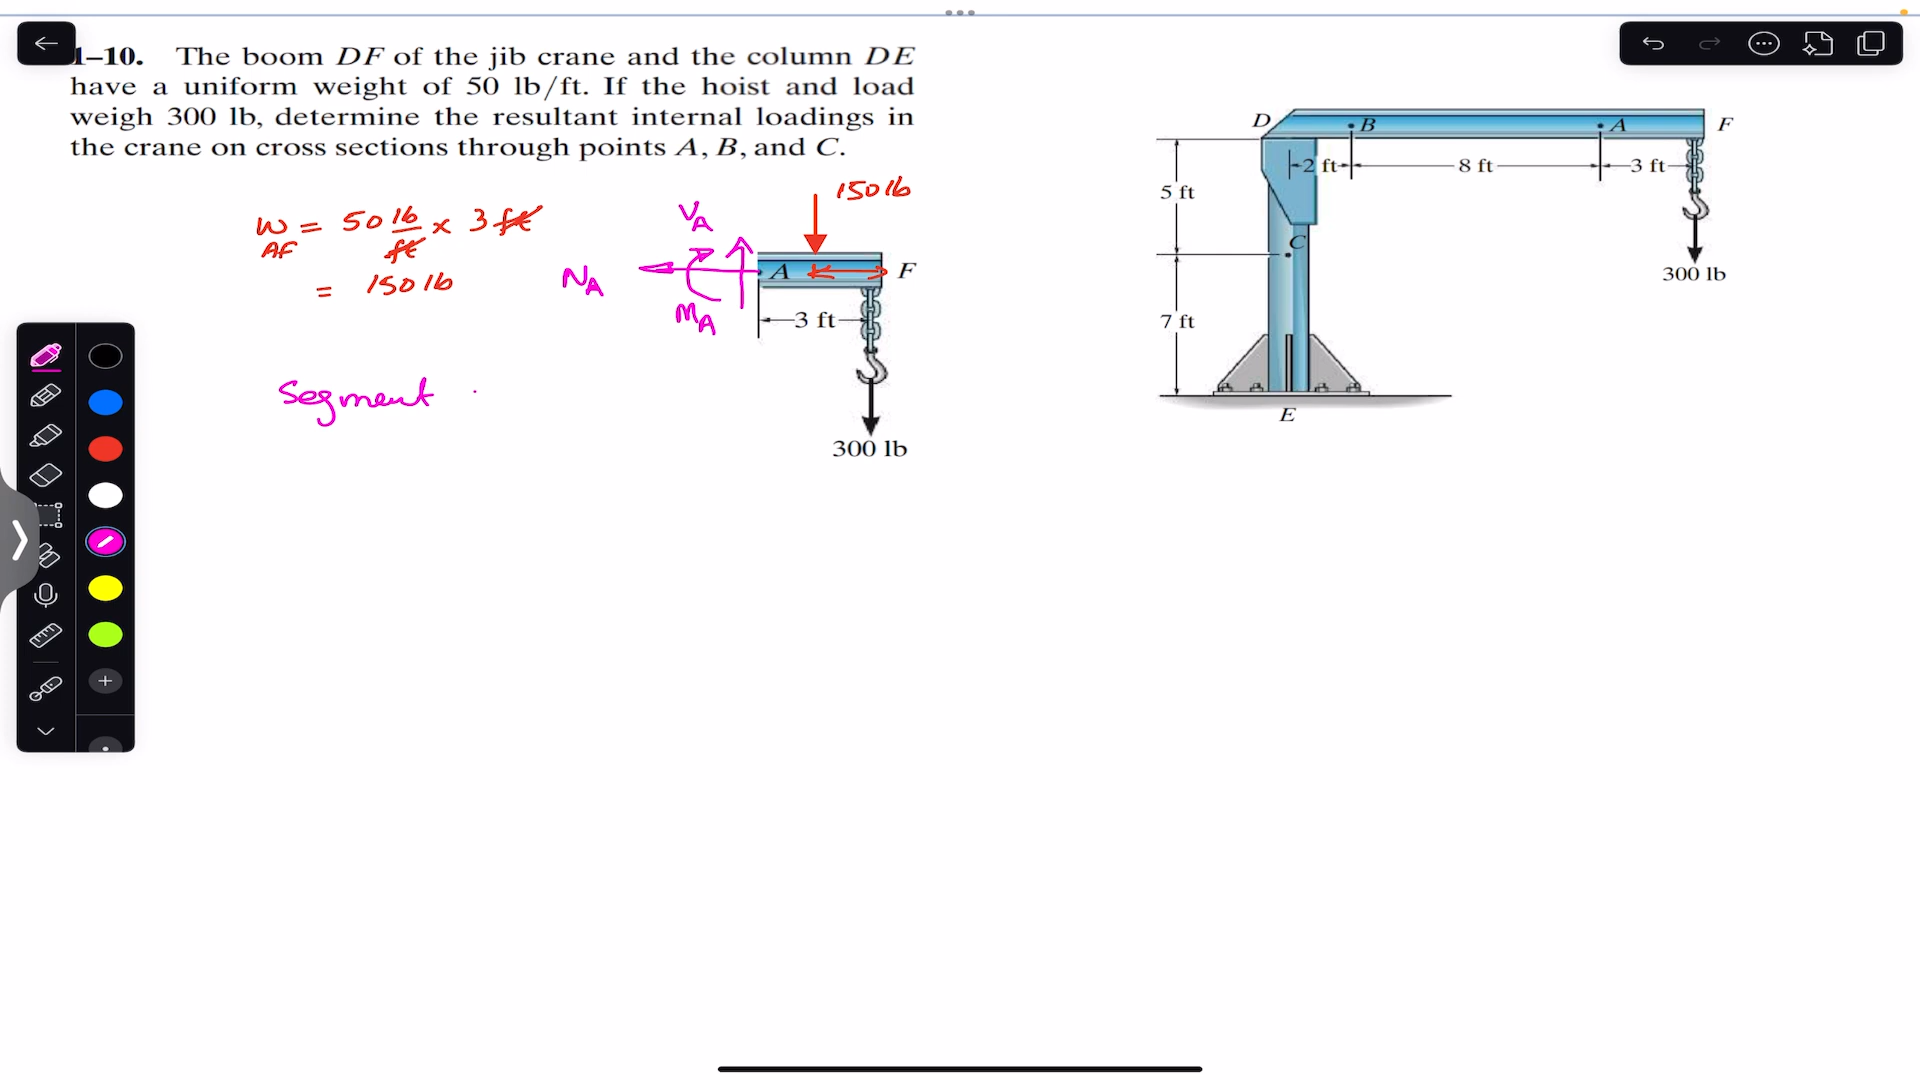 1–10. The boom DF of the jib crane and the column DE
have a uniform weight of 50 lb/ft. If the hoist and load
weigh 300 lb, determine the resultant internal loadings in
the crane on cross sections through points A, B, and C.
W = 50 lb/ft × 3 ft
AF
= 150 lb
150 lb
VA
NA
MA
A
F
3 ft
300 lb
Segment
D
B
A
F
2 ft
8 ft
3 ft
5 ft
C
300 lb
7 ft
E